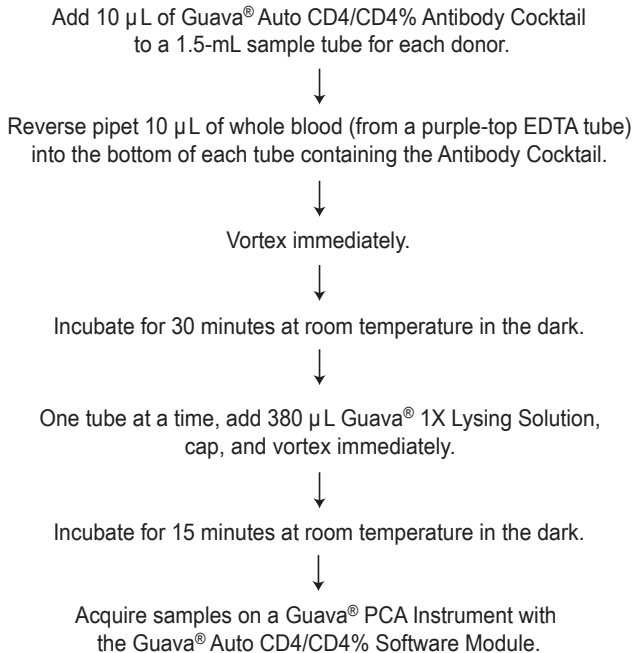 Add 10 µL of Guava® Auto CD4/CD4% Antibody Cocktail
to a 1.5-mL sample tube for each donor.
Reverse pipet 10 µL of whole blood (from a purple-top EDTA tube)
into the bottom of each tube containing the Antibody Cocktail.
Vortex immediately.
Incubate for 30 minutes at room temperature in the dark.
One tube at a time, add 380 µL Guava® 1X Lysing Solution,
cap, and vortex immediately.
Incubate for 15 minutes at room temperature in the dark.
Acquire samples on a Guava® PCA Instrument with
the Guava® Auto CD4/CD4% Software Module.